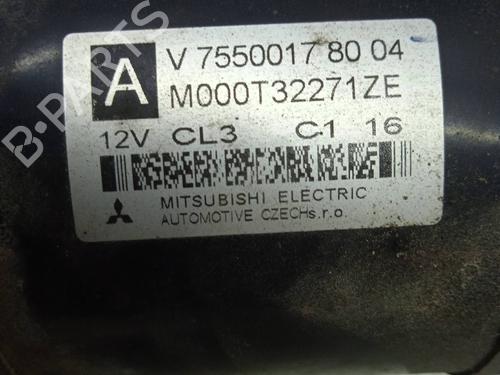 A
V 7550017 80 04
M000T32271ZE
12V CL3 C1 16
MITSUBISHI ELECTRIC
AUTOMOTIVE CZECHs.r.o.
B-PARTS